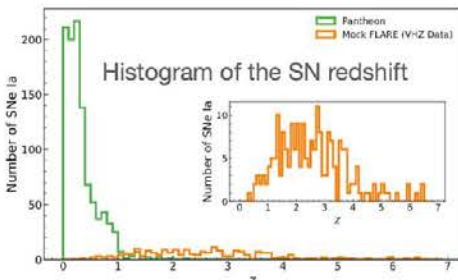 Pantheon
Mock FLARE (VHZ Data)
Histogram of the SN redshift
Number of SNe Ia
200
150
100
50
0
0 1 2 3 4 5 6 7
z
Number of SNe Ia
10
5
0
0 1 2 3 4 5 6 7
z